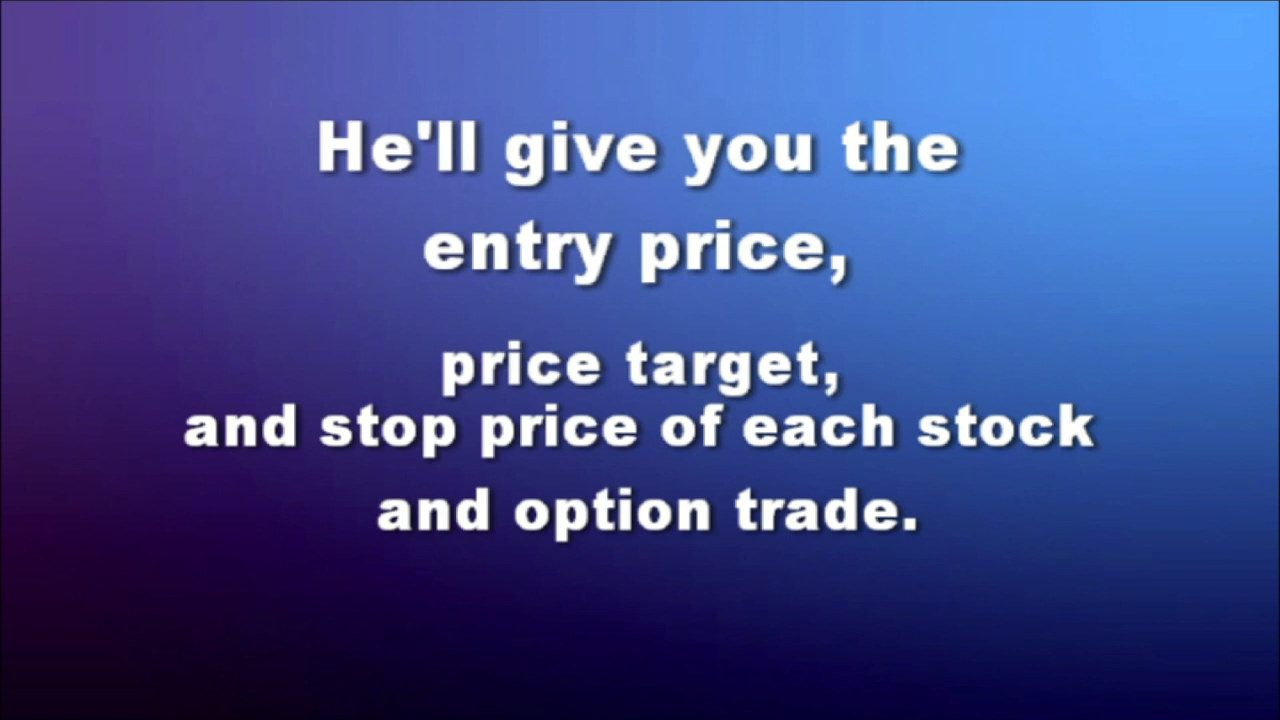 He'll give you the
entry price,
price target,
and stop price of each stock
and option trade.